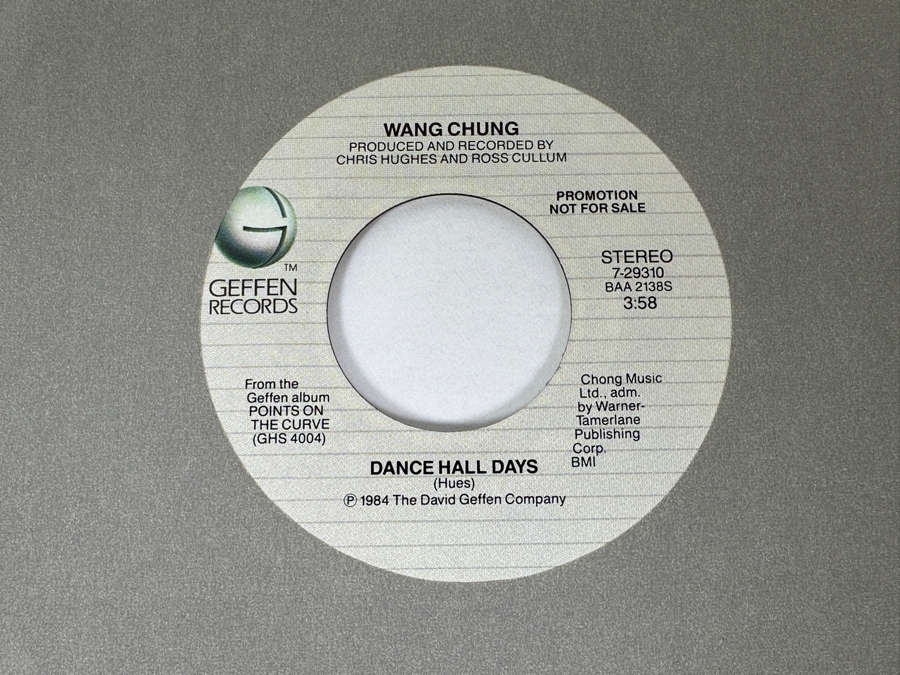 WANG CHUNG
PRODUCED AND RECORDED BY
CHRIS HUGHES AND ROSS CULLUM
PROMOTION
NOT FOR SALE
G
TM
GEFFEN
RECORDS
STEREO
7-29310
BAA 2138S
3:58
From the
Geffen album
POINTS ON
THE CURVE
(GHS 4004)
Chong Music
Ltd., adm.
by Warner-
Tamerlane
Publishing
Corp.
BMI
DANCE HALL DAYS
(Hues)
Ⓟ 1984 The David Geffen Company